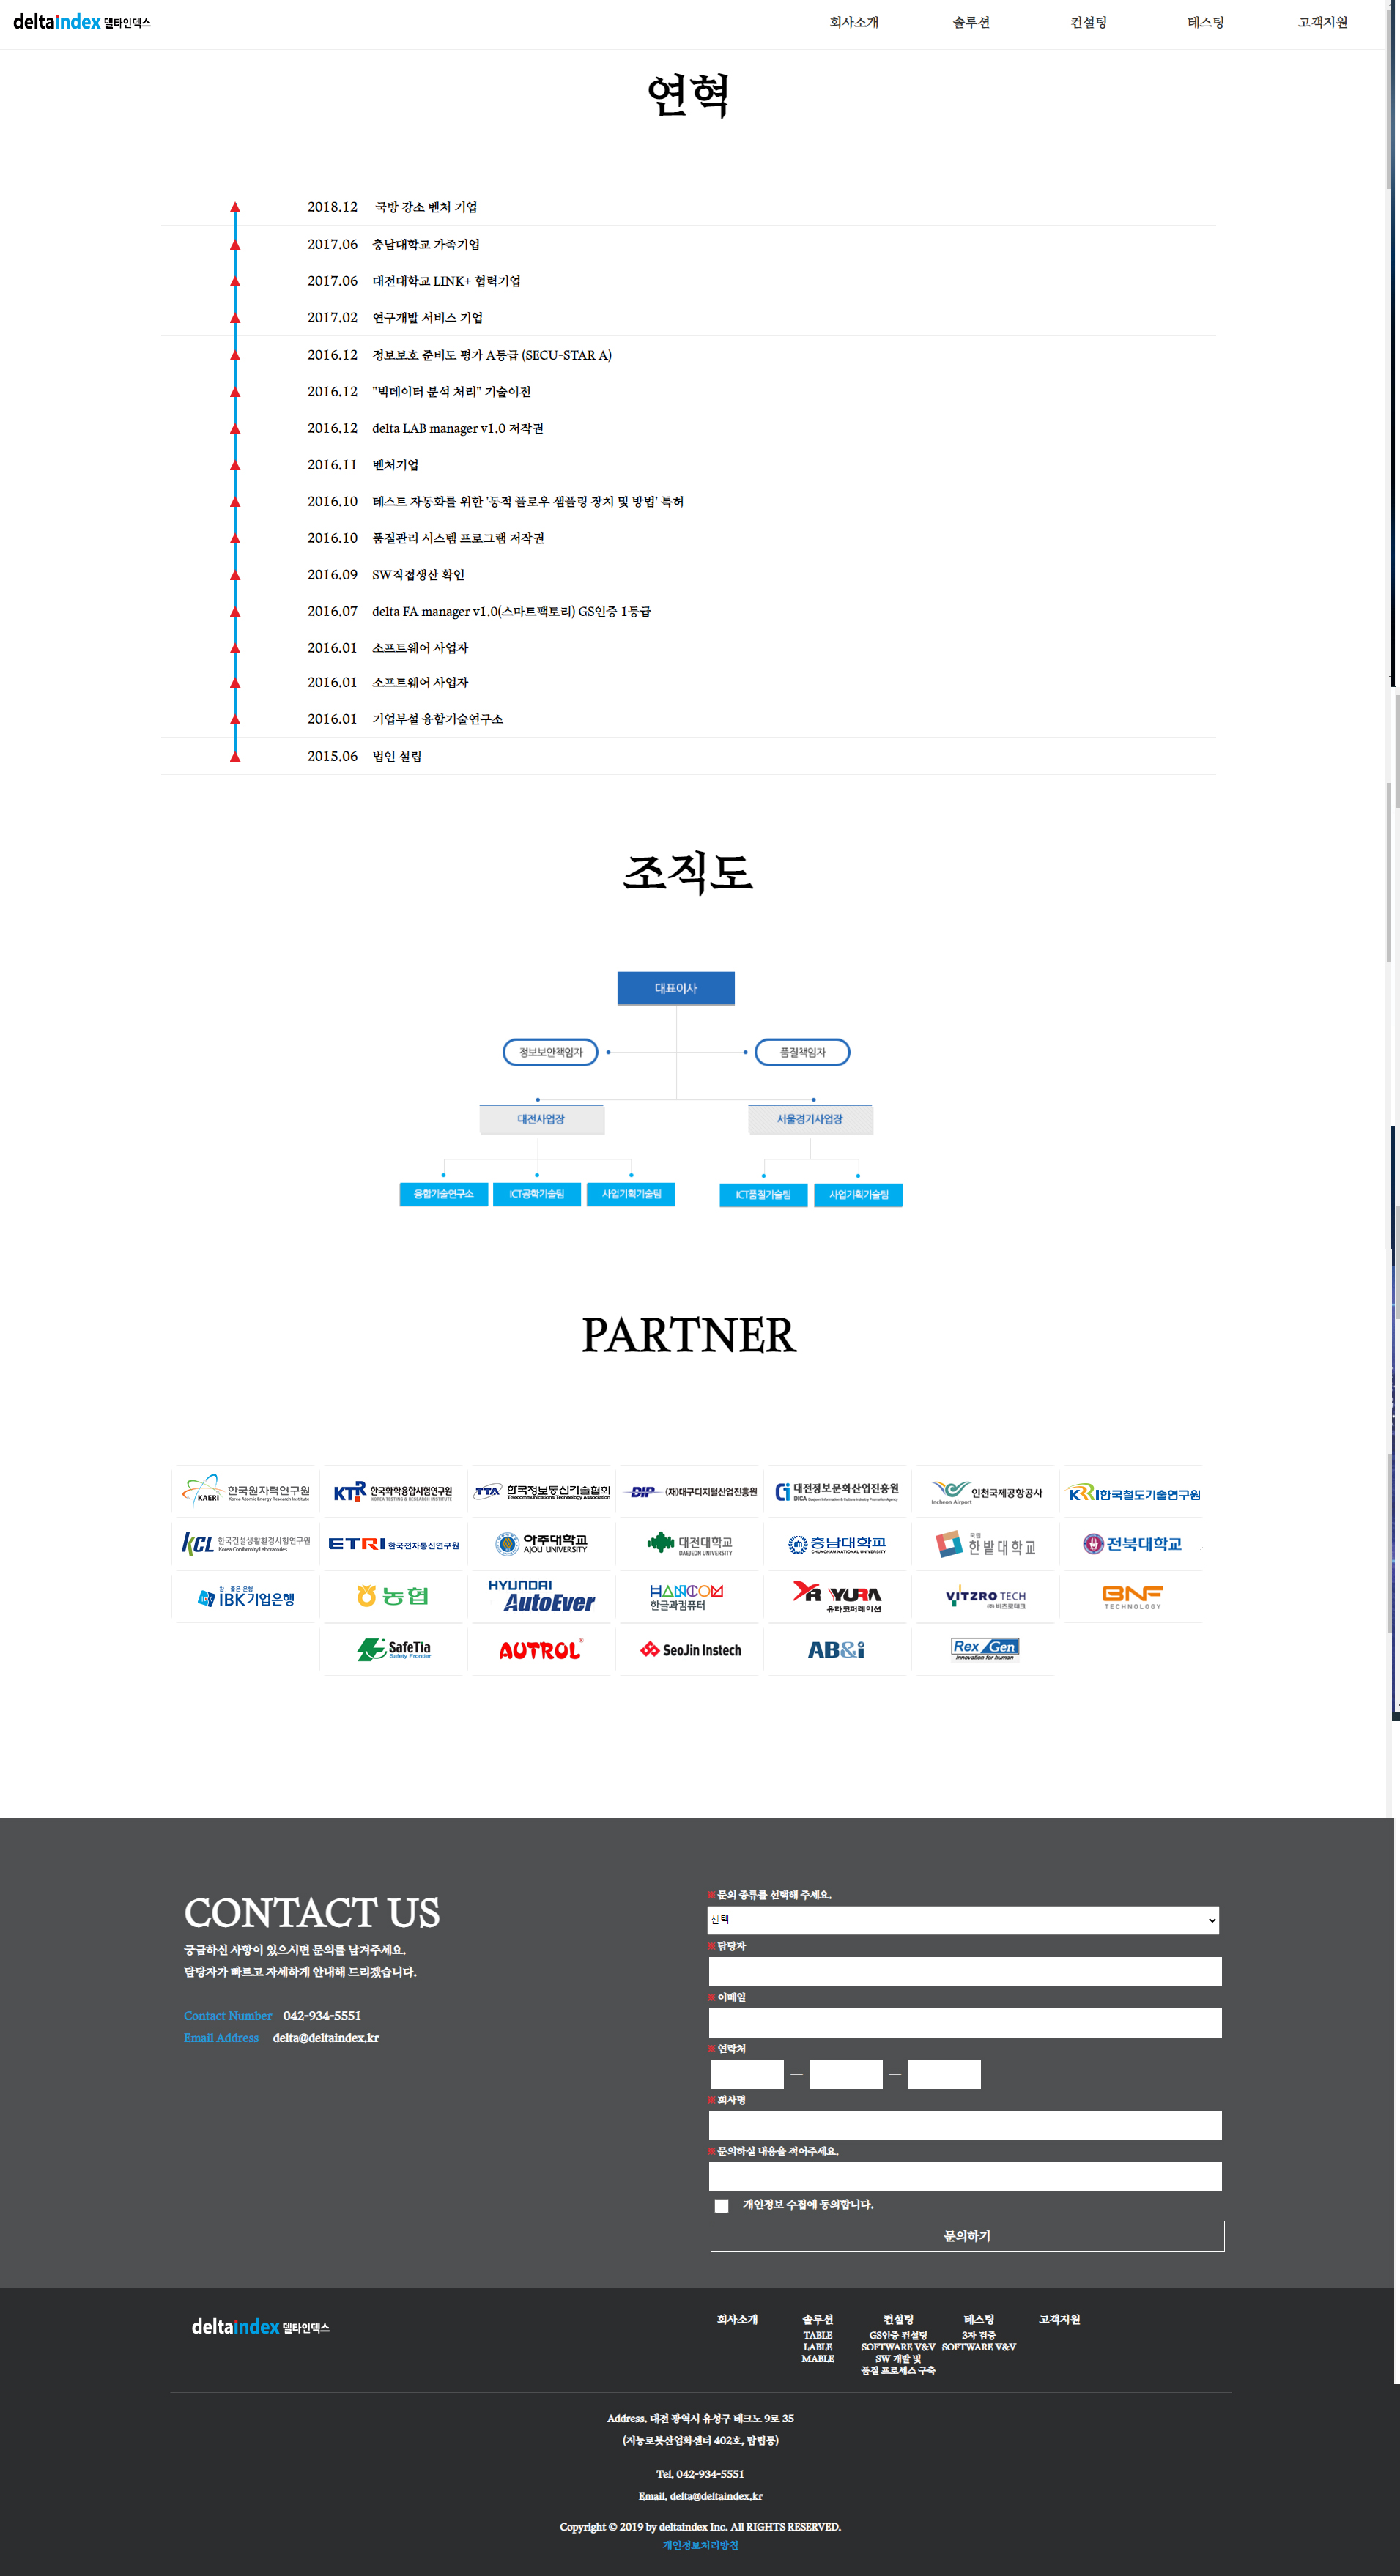 deltaindex 델타인덱스
회사소개 솔루션 컨설팅 테스팅 고객지원
연혁
2018.12 국방 강소 벤처 기업
2017.06 충남대학교 가족기업
2017.06 대전대학교 LINK+ 협력기업
2017.02 연구개발 서비스 기업
2016.12 정보보호 준비도 평가 A등급 (SECU-STAR A)
2016.12 "빅데이터 분석 처리" 기술이전
2016.12 delta LAB manager v1.0 저작권
2016.11 벤처기업
2016.10 테스트 자동화를 위한 '동적 플로우 샘플링 장치 및 방법' 특허
2016.10 품질관리 시스템 프로그램 저작권
2016.09 SW직접생산 확인
2016.07 delta FA manager v1.0(스마트팩토리) GS인증 1등급
2016.01 소프트웨어 사업자
2016.01 소프트웨어 사업자
2016.01 기업부설 융합기술연구소
2015.06 법인 설립
조직도
대표이사
정보보안책임자 품질책임자
대전사업장 서울경기사업장
융합기술연구소 ICT공학기술팀 사업기획기술팀 ICT품질기술팀 사업기획기술팀
PARTNER
KAERI 한국원자력연구원 Korea Atomic Energy Research Institute
KTR 한국화학융합시험연구원 KOREA TESTING & RESEARCH INSTITUTE
TTA 한국정보통신기술협회 Telecommunications Technology Association
DIP (재)대구디지털산업진흥원
대전정보문화산업진흥원 DICA Daejeon Information & Culture Industry Promotion Agency
Incheon Airport 인천국제공항공사
KRRI 한국철도기술연구원
KCL 한국건설생활환경시험연구원 Korea Conformity Laboratories
ETRI 한국전자통신연구원
아주대학교 AJOU UNIVERSITY
대전대학교 DAEJEON UNIVERSITY
충남대학교 CHUNGNAM NATIONAL UNIVERSITY
국립 한밭대학교
전북대학교
참! 좋은 은행 IBK기업은행
농협
HYUNDAI AutoEver
HANCOM 한글과컴퓨터
YURA 유라코퍼레이션
VITZRO TECH ㈜비츠로테크
BNF TECHNOLOGY
SafeTia Safety Frontier
AUTROL®
SeoJin Instech
AB&i
RexGen Innovation for human
CONTACT US
궁금하신 사항이 있으시면 문의를 남겨주세요.
담당자가 빠르고 자세하게 안내해 드리겠습니다.
Contact Number 042-934-5551
Email Address delta@deltaindex.kr
※ 문의 종류를 선택해 주세요.
선택
※ 담당자
※ 이메일
※ 연락처
— —
※ 회사명
※ 문의하실 내용을 적어주세요.
개인정보 수집에 동의합니다.
문의하기
deltaindex 델타인덱스
회사소개 솔루션 컨설팅 테스팅 고객지원
TABLE GS인증 컨설팅 3자 검증
LABLE SOFTWARE V&V SOFTWARE V&V
MABLE SW 개발 및
품질 프로세스 구축
Address. 대전 광역시 유성구 테크노 9로 35
(지능로봇산업화센터 402호, 탑립동)
Tel. 042-934-5551
Email. delta@deltaindex.kr
Copyright © 2019 by deltaindex Inc. All RIGHTS RESERVED.
개인정보처리방침